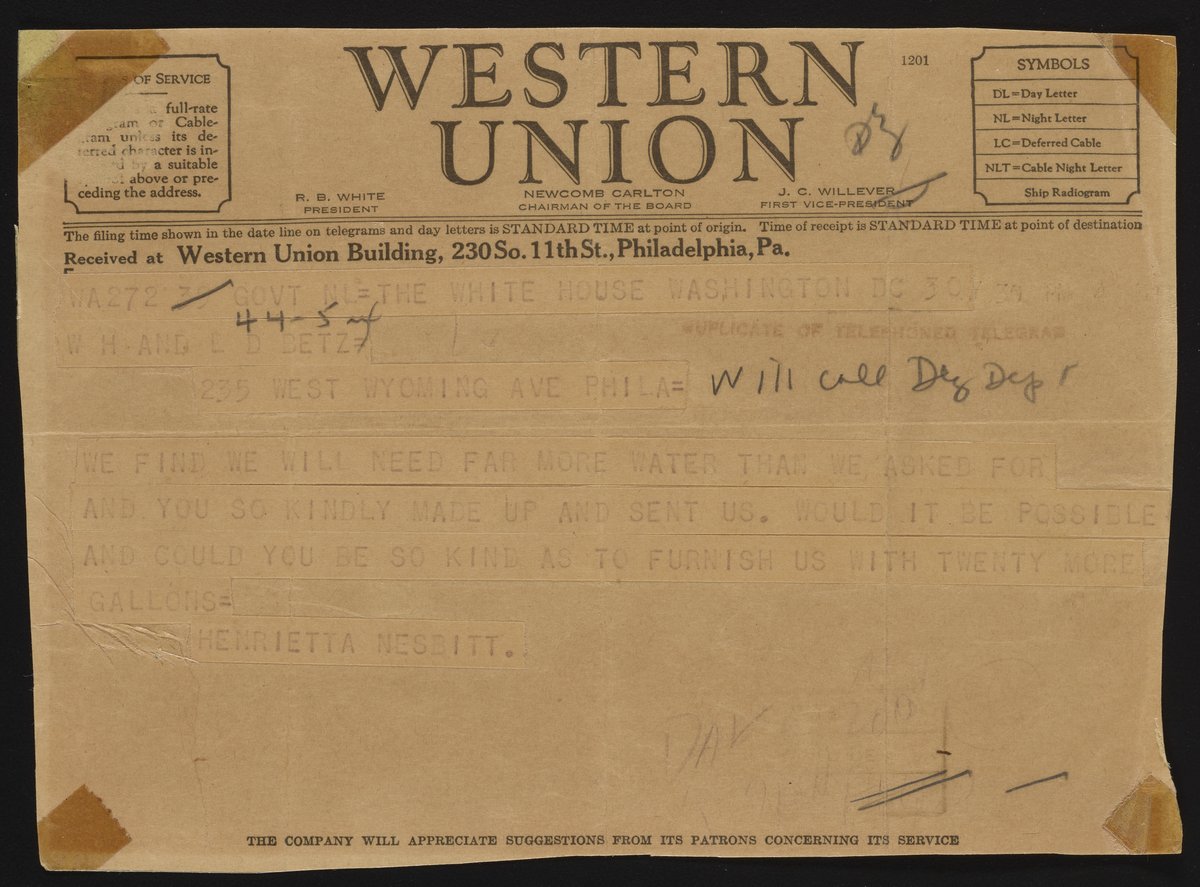 WESTERN
UNION
1201
OF SERVICE
full-rate
or Cable-
unless its de-
character is in-
by a suitable
above or pre-
ceding the address.
SYMBOLS
DL = Day Letter
NL = Night Letter
LC = Deferred Cable
NLT = Cable Night Letter
Ship Radiogram
R. B. WHITE
PRESIDENT
NEWCOMB CARLTON
CHAIRMAN OF THE BOARD
J. C. WILLEVER
FIRST VICE-PRESIDENT
The filing time shown in the date line on telegrams and day letters is STANDARD TIME at point of origin. Time of receipt is STANDARD TIME at point of destination
Received at Western Union Building, 230 So. 11th St., Philadelphia, Pa.
WA272 GOVT NL=THE WHITE HOUSE WASHINGTON DC 30
44-5
DUPLICATE OF TELEPHONED TELEGRAM
W H AND L D BETZ=
235 WEST WYOMING AVE PHILA=
Will call
WE FIND WE WILL NEED FAR MORE WATER THAN WE ASKED FOR
AND YOU SO KINDLY MADE UP AND SENT US. WOULD IT BE POSSIBLE
AND COULD YOU BE SO KIND AS TO FURNISH US WITH TWENTY MORE
GALLONS=
HENRIETTA NESBITT.
THE COMPANY WILL APPRECIATE SUGGESTIONS FROM ITS PATRONS CONCERNING ITS SERVICE